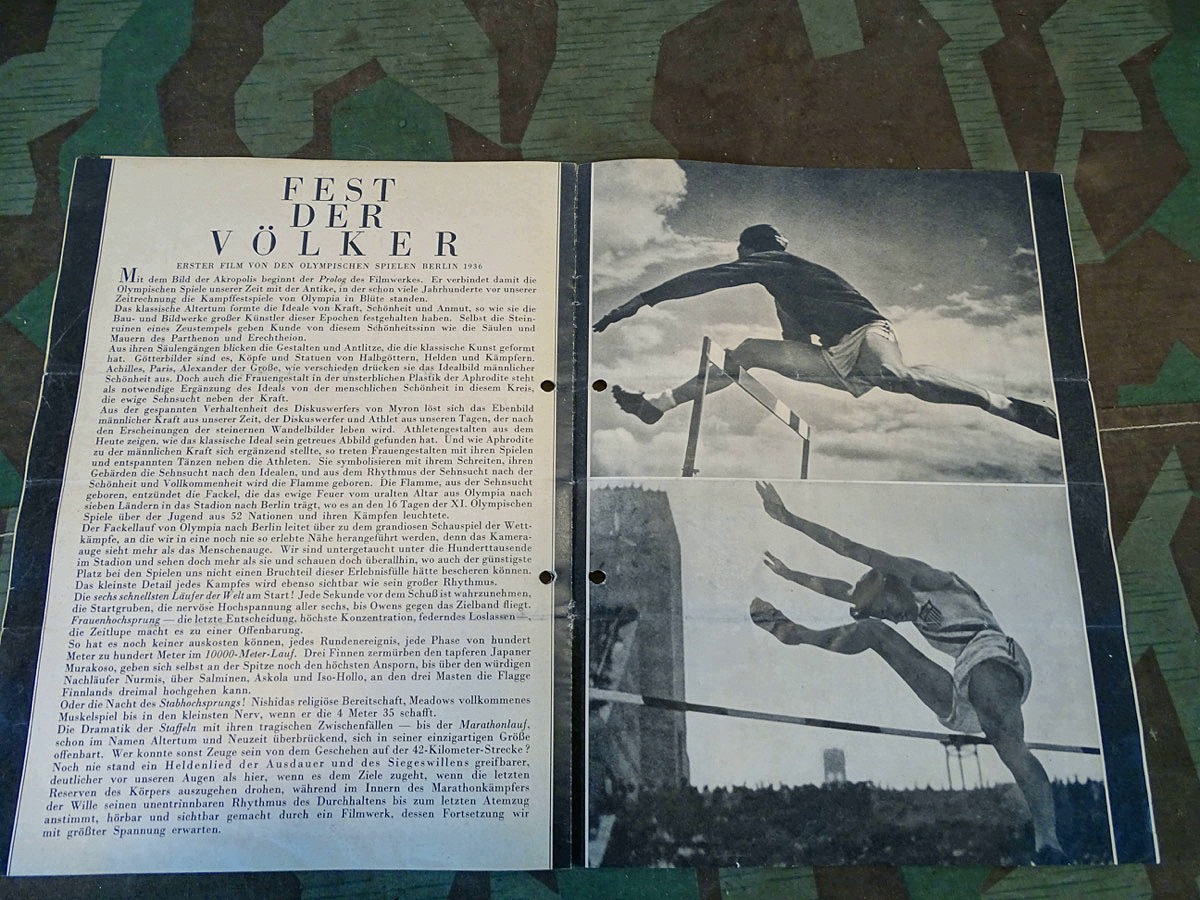 FEST
DER
VÖLKER
ERSTER FILM VON DEN OLYMPISCHEN SPIELEN BERLIN 1936
Mit dem Bild der Akropolis beginnt der Prolog des Filmwerkes. Er verbindet damit die
Olympischen Spiele unserer Zeit mit der Antike, in der schon viele Jahrhunderte vor unserer
Zeitrechnung die Kampffestspiele von Olympia in Blüte standen.
Das klassische Altertum formte die Ideale von Kraft, Schönheit und Anmut, so wie sie die
Bau- und Bildwerke großer Künstler dieser Epochen festgehalten haben. Selbst die Stein-
ruinen eines Zeustempels geben Kunde von diesem Schönheitssinn wie die Säulen und
Mauern des Parthenon und Erechtheion.
Aus ihren Säulengängen blicken die Gestalten und Antlitze, die die klassische Kunst geformt
hat. Götterbilder sind es, Köpfe und Statuen von Halbgöttern, Helden und Kämpfern.
Achilles, Paris, Alexander der Große, wie verschieden drücken sie das Idealbild männlicher
Schönheit aus. Doch auch die Frauengestalt in der unsterblichen Plastik der Aphrodite steht
als notwendige Ergänzung des Ideals von der menschlichen Schönheit in diesem Kreis,
die ewige Sehnsucht neben der Kraft.
Aus der gespannten Verhaltenheit des Diskuswerfers von Myron löst sich das Ebenbild
männlicher Kraft aus unserer Zeit, der Diskuswerfer und Athlet aus unseren Tagen, der nach
den Erscheinungen der steinernen Wandelbilder leben wird. Athletengestalten aus dem
Heute zeigen, wie das klassische Ideal sein getreues Abbild gefunden hat. Und wie Aphrodite
zu der männlichen Kraft sich ergänzend stellte, so treten Frauengestalten mit ihren Spielen
und entspannten Tänzen neben die Athleten. Sie symbolisieren mit ihrem Schreiten, ihren
Gebärden die Sehnsucht nach den Idealen, und aus dem Rhythmus der Sehnsucht nach der
Schönheit und Vollkommenheit wird die Flamme geboren. Die Flamme, aus der Sehnsucht
geboren, entzündet die Fackel, die das ewige Feuer vom uralten Altar aus Olympia nach
sieben Ländern in das Stadion nach Berlin trägt, wo es an den 16 Tagen der XI. Olympischen
Spiele über der Jugend aus 52 Nationen und ihren Kämpfen leuchtete.
Der Fackellauf von Olympia nach Berlin leitet über zu dem grandiosen Schauspiel der Wett-
kämpfe, an die wir in eine noch nie so erlebte Nähe herangeführt werden, denn das Kamera-
auge sieht mehr als das Menschenauge. Wir sind untergetaucht unter die Hunderttausende
im Stadion und sehen doch mehr als sie und schauen doch überallhin, wo auch der günstigste
Platz bei den Spielen uns nicht einen Bruchteil dieser Erlebnisfülle hätte bescheren können.
Das kleinste Detail jedes Kampfes wird ebenso sichtbar wie sein großer Rhythmus.
Die sechs schnellsten Läufer der Welt am Start! Jede Sekunde vor dem Schuß ist wahrzunehmen,
die Startgruben, die nervöse Hochspannung aller sechs, bis Owens gegen das Zielband fliegt.
Frauenhochsprung — die letzte Entscheidung, höchste Konzentration, federndes Loslassen —,
die Zeitlupe macht es zu einer Offenbarung.
So hat es noch keiner auskosten können, jedes Rundenereignis, jede Phase von hundert
Meter zu hundert Meter im 10000-Meter-Lauf. Drei Finnen zermürben den tapferen Japaner
Murakoso, geben sich selbst an der Spitze noch den höchsten Ansporn, bis über den würdigen
Nachläufer Nurmis, über Salminen, Askola und Iso-Hollo, an den drei Masten die Flagge
Finnlands dreimal hochgehen kann.
Oder die Nacht des Stabhochsprungs! Nishidas religiöse Bereitschaft, Meadows vollkommenes
Muskelspiel bis in den kleinsten Nerv, wenn er die 4 Meter 35 schafft.
Die Dramatik der Staffeln mit ihren tragischen Zwischenfällen — bis der Marathonlauf,
schon im Namen Altertum und Neuzeit überbrückend, sich in seiner einzigartigen Größe
offenbart. Wer konnte sonst Zeuge sein von dem Geschehen auf der 42-Kilometer-Strecke?
Noch nie stand ein Heldenlied der Ausdauer und des Siegeswillens greifbarer,
deutlicher vor unseren Augen als hier, wenn es dem Ziele zugeht, wenn die letzten
Reserven des Körpers auszugehen drohen, während im Innern des Marathonkämpfers
der Wille seinen unentrinnbaren Rhythmus des Durchhaltens bis zum letzten Atemzug
anstimmt, hörbar und sichtbar gemacht durch ein Filmwerk, dessen Fortsetzung wir
mit größter Spannung erwarten.